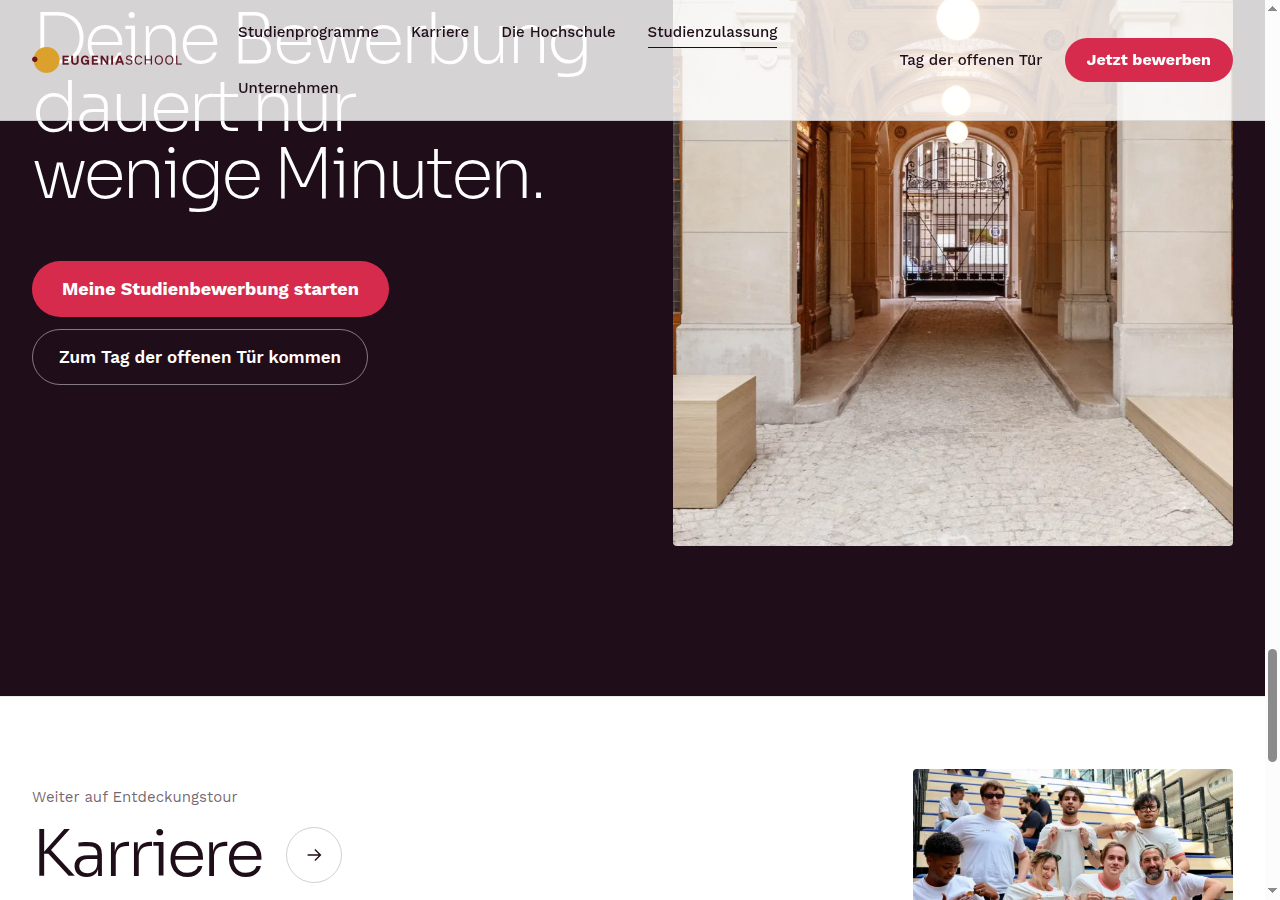 Deine Bewerbung
dauert nur
wenige Minuten.
EUGENIASCHOOL
Studienprogramme
Karriere
Die Hochschule
Studienzulassung
Unternehmen
Tag der offenen Tür
Jetzt bewerben
Meine Studienbewerbung starten
Zum Tag der offenen Tür kommen
Weiter auf Entdeckungstour
Karriere